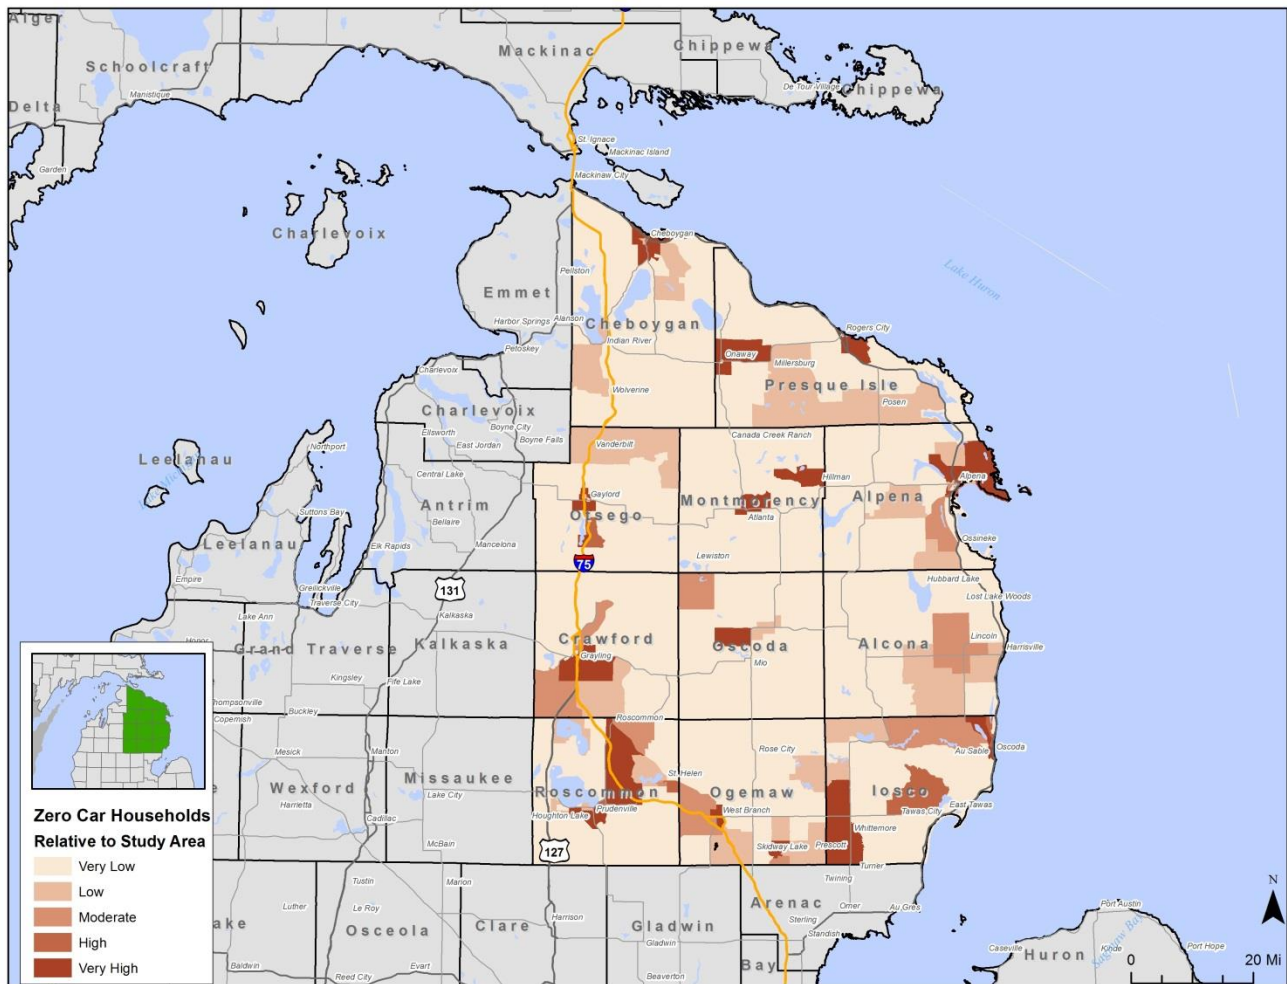 Alger
Mackinac
Chippewa
Schoolcraft
Manistique
De Tour Village
Chippewa
Delta
St. Ignace
Mackinac Island
Garden
Mackinaw City
Charlevoix
Cheboygan
Lake Huron
Pellston
Emmet
Harbor Springs
Alanson
Cheboygan
Rogers City
Indian River
Petoskey
Onaway
Millersburg
Charlevoix
Presque Isle
Wolverine
Posen
Charlevoix
Boyne City
Ellsworth
East Jordan
Boyne Falls
Vanderbilt
Canada Creek Ranch
Northport
Leelanau
Central Lake
Hillman
Alpena
Gaylord
Montmorency
Alpena
Antrim
Otsego
Atlanta
Suttons Bay
Bellaire
Mancelona
Ossineke
Leelanau
Elk Rapids
Lewiston
75
Empire
Hubbard Lake
Greilickville
131
Lost Lake Woods
Traverse City
Lake Ann
Kalkaska
Crawford
Lincoln
Grand Traverse
Kalkaska
Oscoda
Alcona
Harrisville
Grayling
Mio
Kingsley
Fife Lake
Thompsonville
Buckley
Copemish
Roscommon
Mesick
Manton
Rose City
Au Sable
Oscoda
Missaukee
St. Helen
Wexford
Roscommon
Ogemaw
Iosco
Harrietta
Lake City
Prudenville
West Branch
East Tawas
Tawas City
Cadillac
Houghton Lake
Whittemore
McBain
127
Skidway Lake
Prescott
Turner
Zero Car Households
Relative to Study Area
Very Low
Low
Moderate
High
Very High
Tustin
Marion
Twining
Luther
Le Roy
Arenac
Omer
Au Gres
Port Austin
Lake
Osceola
Clare
Harrison
Gladwin
Sterling
Standish
Gladwin
Caseville
Kinde
Port Hope
Saginaw Bay
Huron
Baldwin
Reed City
Evart
Beaverton
Bay
N
0 20 Mi